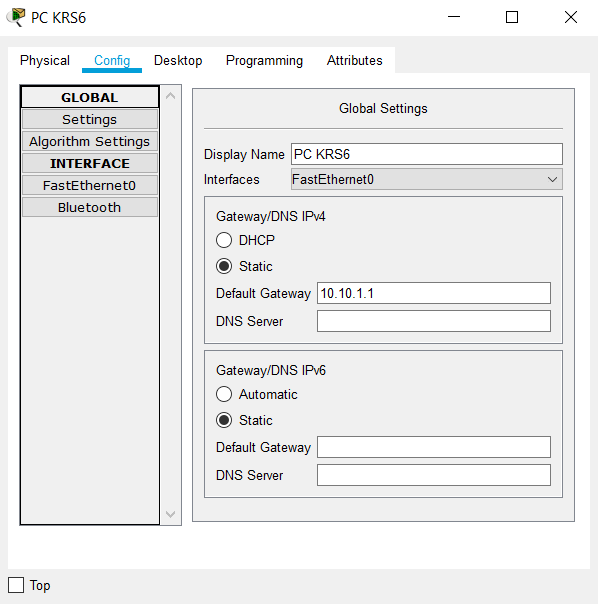 PC KRS6
Physical Config Desktop Programming Attributes
GLOBAL
Settings
Algorithm Settings
INTERFACE
FastEthernet0
Bluetooth
Global Settings
Display Name PC KRS6
Interfaces FastEthernet0
Gateway/DNS IPv4
DHCP
Static
Default Gateway 10.10.1.1
DNS Server
Gateway/DNS IPv6
Automatic
Static
Default Gateway
DNS Server
Top